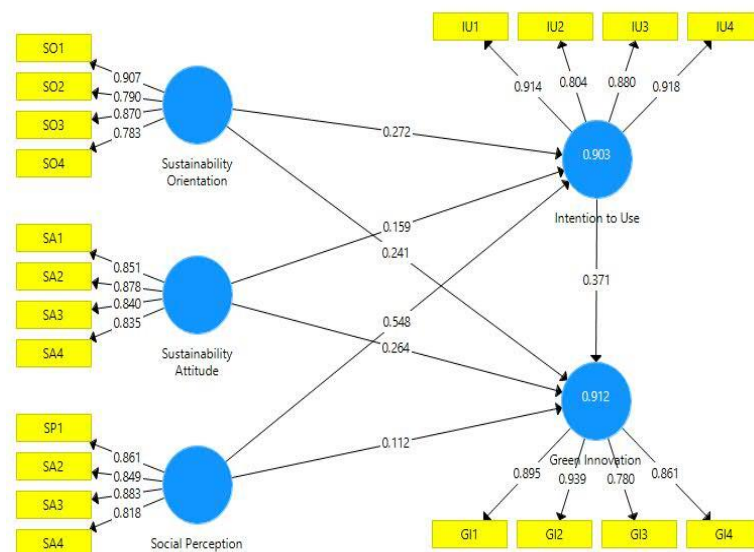 SO1
SO2
SO3
SO4
0.907
0.790
0.870
0.783
Sustainability
Orientation
SA1
SA2
SA3
SA4
0.851
0.878
0.840
0.835
Sustainability
Attitude
SP1
SA2
SA3
SA4
0.861
0.849
0.883
0.818
Social Perception
0.272
0.159
0.241
0.548
0.264
0.112
IU1
IU2
IU3
IU4
0.914
0.804
0.880
0.918
0.903
Intention to Use
0.371
0.912
Green Innovation
0.895
0.939
0.780
0.861
GI1
GI2
GI3
GI4